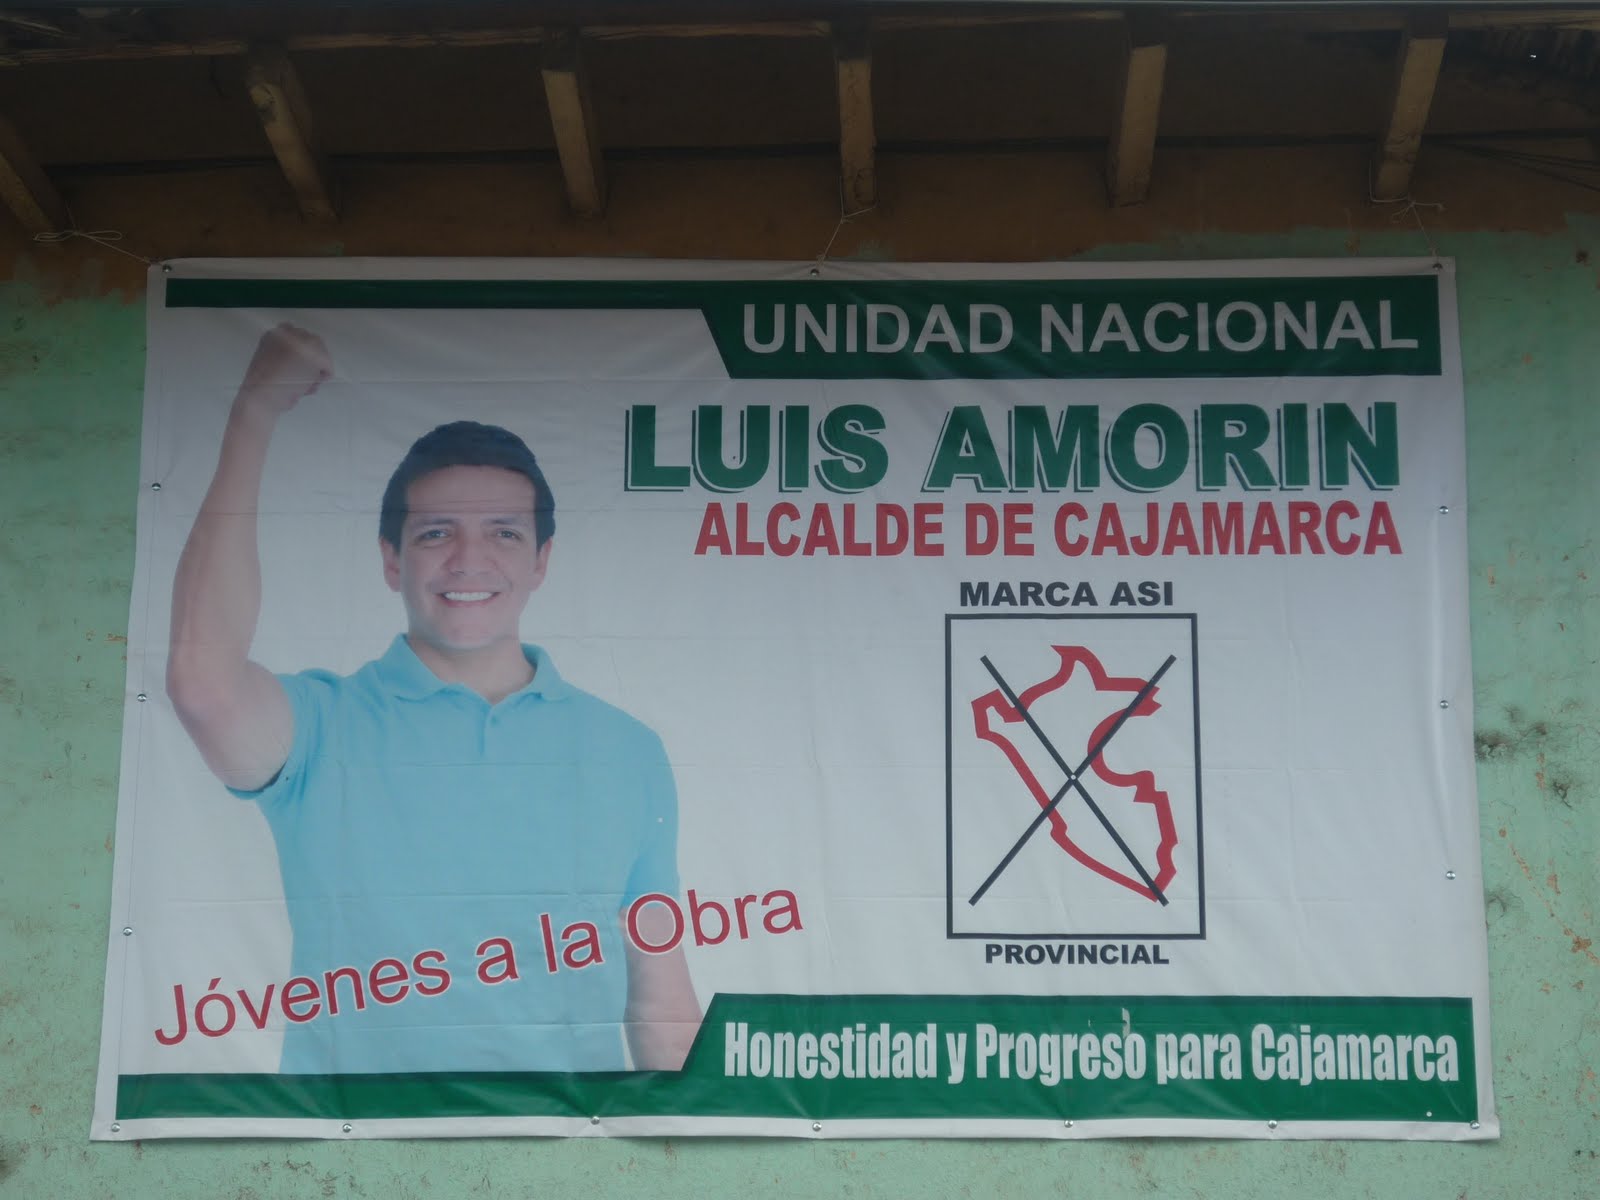 UNIDAD NACIONAL
LUIS AMORIN
ALCALDE DE CAJAMARCA
MARCA ASI
PROVINCIAL
Jóvenes a la Obra
Honestidad y Progreso para Cajamarca